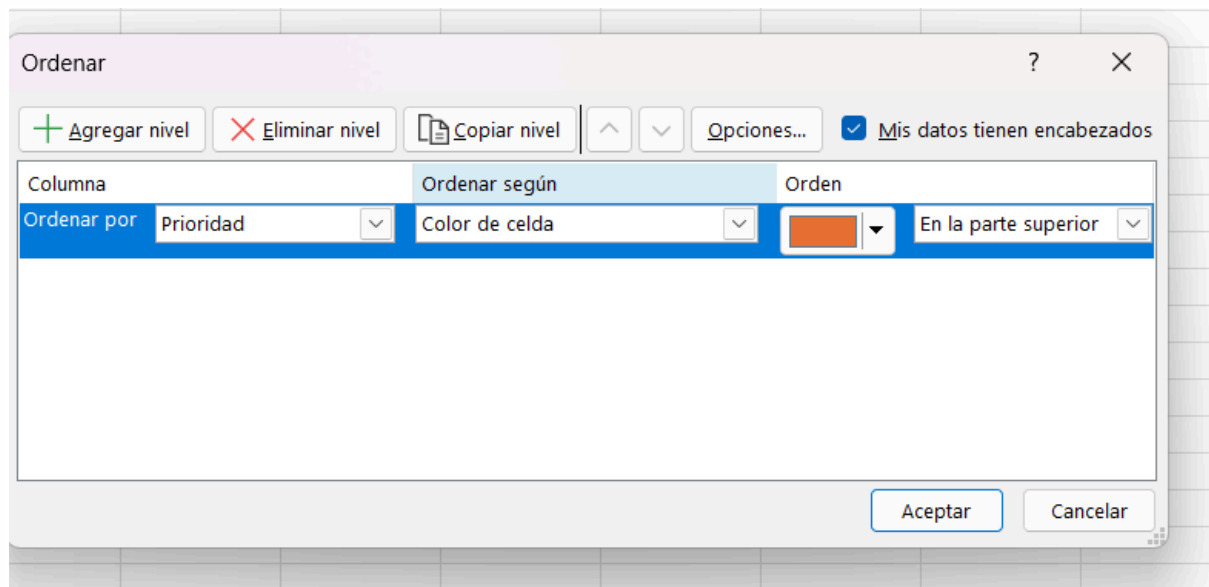 Ordenar ?
Agregar nivel Eliminar nivel Copiar nivel Opciones... Mis datos tienen encabezados
Columna Ordenar según Orden
Ordenar por Prioridad Color de celda En la parte superior
Aceptar Cancelar